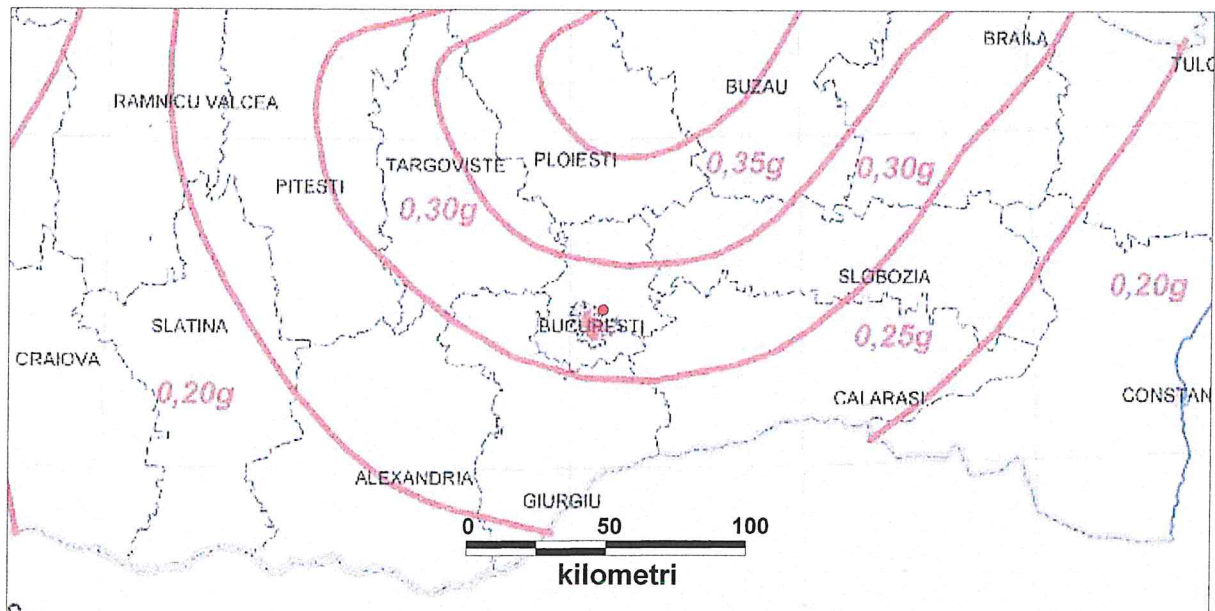 BRAILA
TULC
RAMNICU VALCEA
BUZAU
TARGOVISTE
PLOIESTI
0,35g
0,30g
PITESTI
0,30g
SLOBOZIA
0,20g
SLATINA
BUCURESTI
0,25g
CRAIOVA
0,20g
CALARASI
CONSTAN
ALEXANDRIA
GIURGIU
0 50 100
kilometri